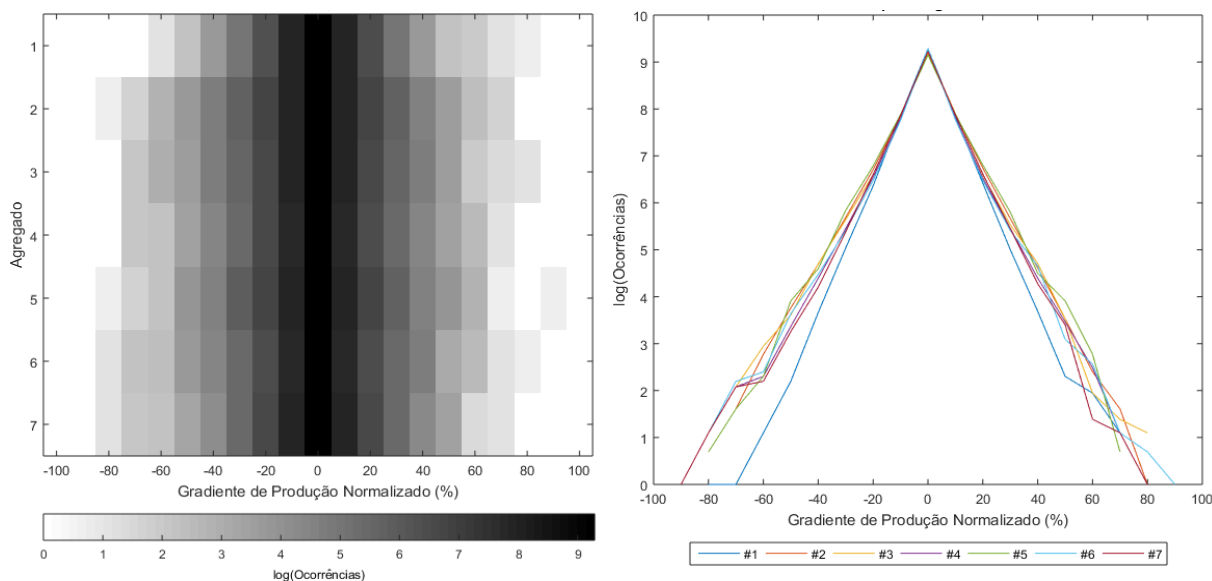 1
2
3
4
5
6
7
Agregado
-100 -80 -60 -40 -20 0 20 40 60 80 100
Gradiente de Produção Normalizado (%)
0 1 2 3 4 5 6 7 8 9
log(Ocorrências)
10
9
8
7
6
5
4
3
2
1
0
log(Ocorrências)
-100 -80 -60 -40 -20 0 20 40 60 80 100
Gradiente de Produção Normalizado (%)
#1 #2 #3 #4 #5 #6 #7